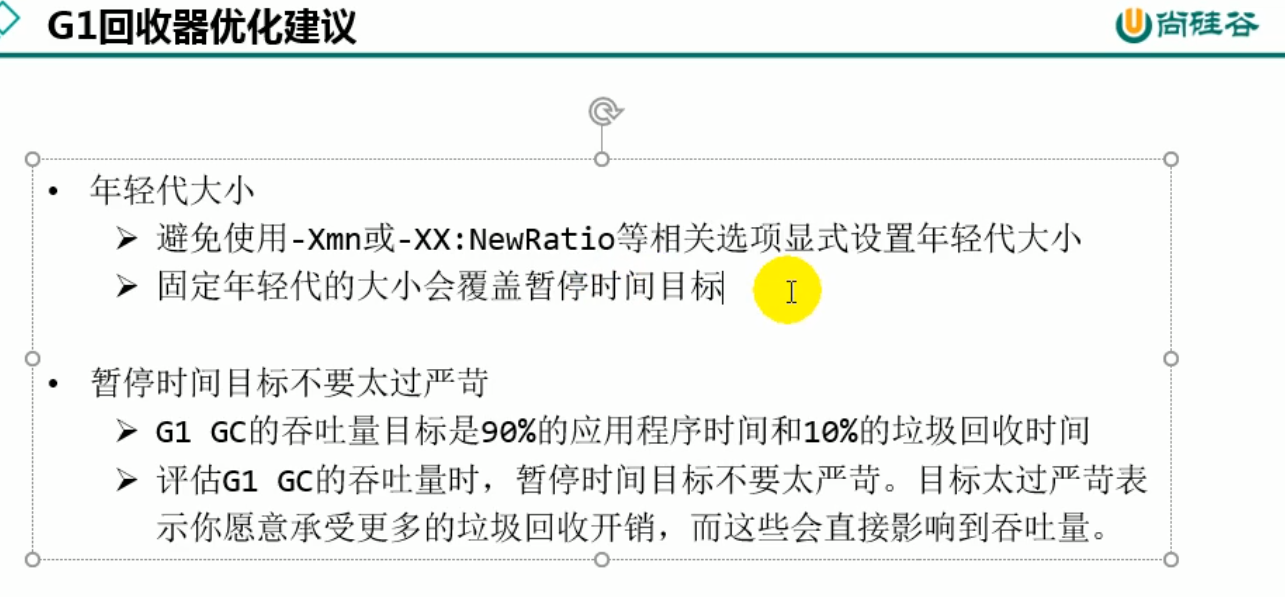 G1回收器优化建议
尚硅谷
• 年轻代大小
➢ 避免使用-Xmn或-XX:NewRatio等相关选项显式设置年轻代大小
➢ 固定年轻代的大小会覆盖暂停时间目标
• 暂停时间目标不要太过严苛
➢ G1 GC的吞吐量目标是90%的应用程序时间和10%的垃圾回收时间
➢ 评估G1 GC的吞吐量时，暂停时间目标不要太严苛。目标太过严苛表
示你愿意承受更多的垃圾回收开销，而这些会直接影响到吞吐量。